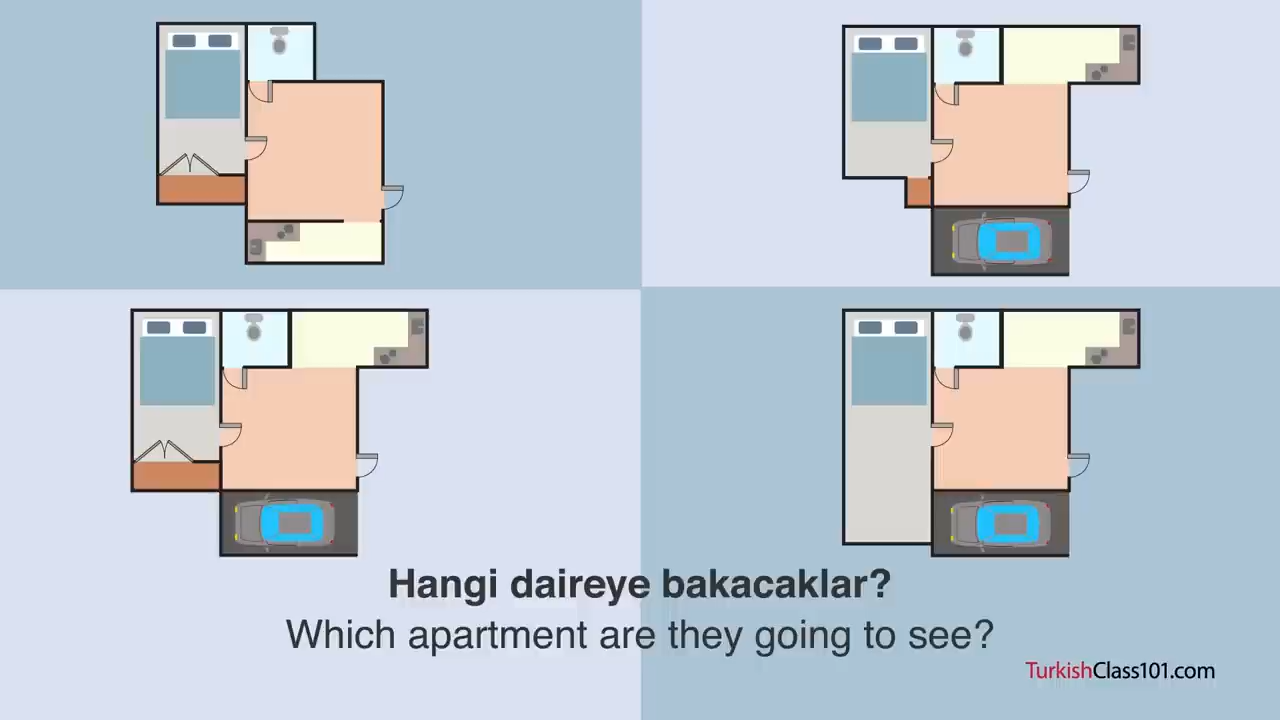 Hangi daireye bakacaklar?
Which apartment are they going to see?
TurkishClass101.com